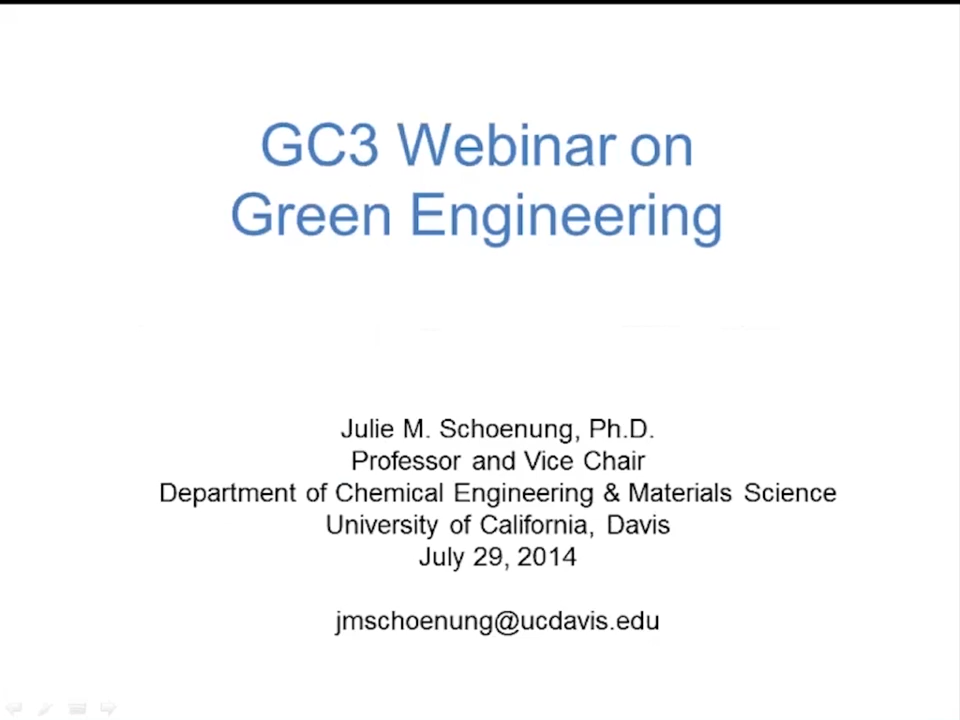 GC3 Webinar on
Green Engineering
Julie M. Schoenung, Ph.D.
Professor and Vice Chair
Department of Chemical Engineering & Materials Science
University of California, Davis
July 29, 2014
jmschoenung@ucdavis.edu